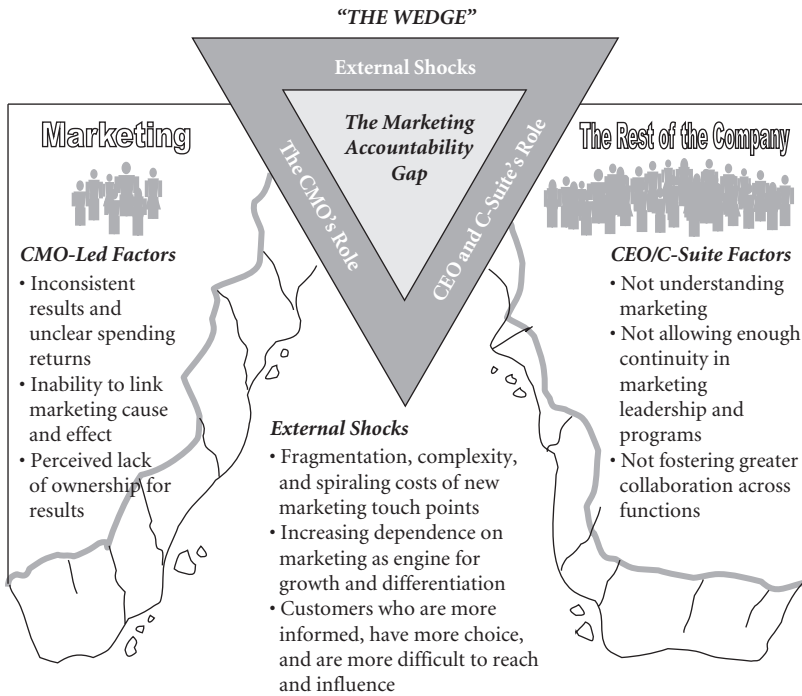 “THE WEDGE”
External Shocks
The Marketing
Accountability
Gap
The CMO’s Role
CEO and C-Suite’s Role
Marketing
CMO-Led Factors
• Inconsistent
results and
unclear spending
returns
• Inability to link
marketing cause
and effect
• Perceived lack
of ownership for
results
The Rest of the Company
CEO/C-Suite Factors
• Not understanding
marketing
• Not allowing enough
continuity in
marketing
leadership and
programs
• Not fostering greater
collaboration across
functions
External Shocks
• Fragmentation, complexity,
and spiraling costs of new
marketing touch points
• Increasing dependence on
marketing as engine for
growth and differentiation
• Customers who are more
informed, have more choice,
and are more difficult to reach
and influence